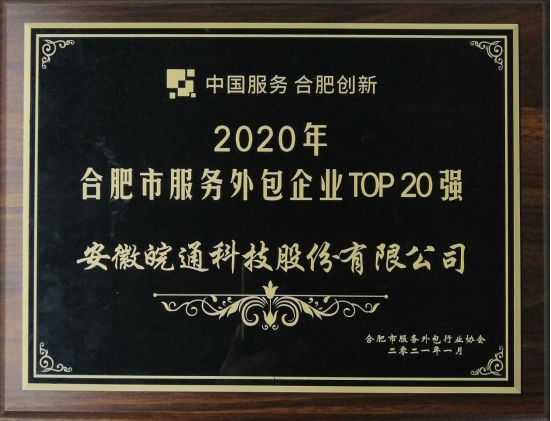 中国服务 合肥创新
2020年
合肥市服务外包企业TOP 20强
安徽皖通科技股份有限公司
合肥市服务外包行业协会
二零二一年一月